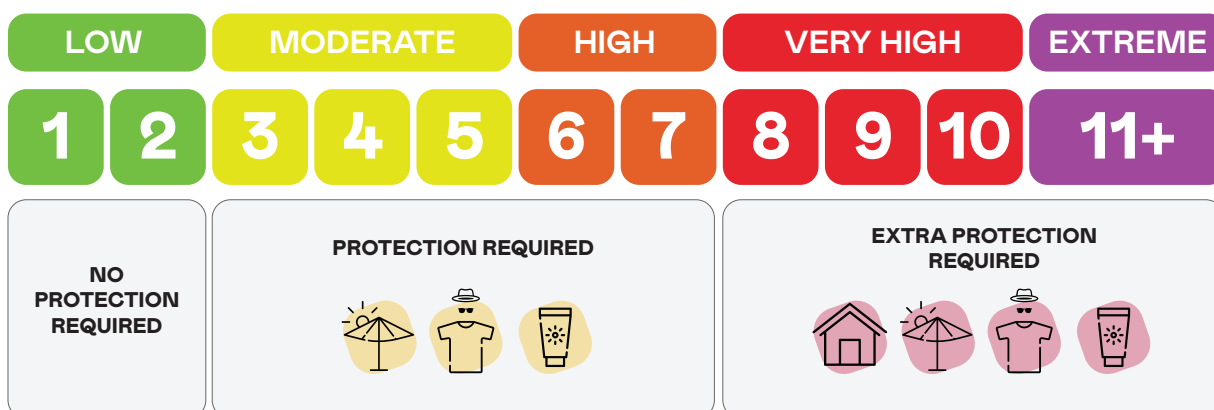 LOW MODERATE HIGH VERY HIGH EXTREME
1 2 3 4 5 6 7 8 9 10 11+
NO
PROTECTION
REQUIRED
PROTECTION REQUIRED
EXTRA PROTECTION
REQUIRED